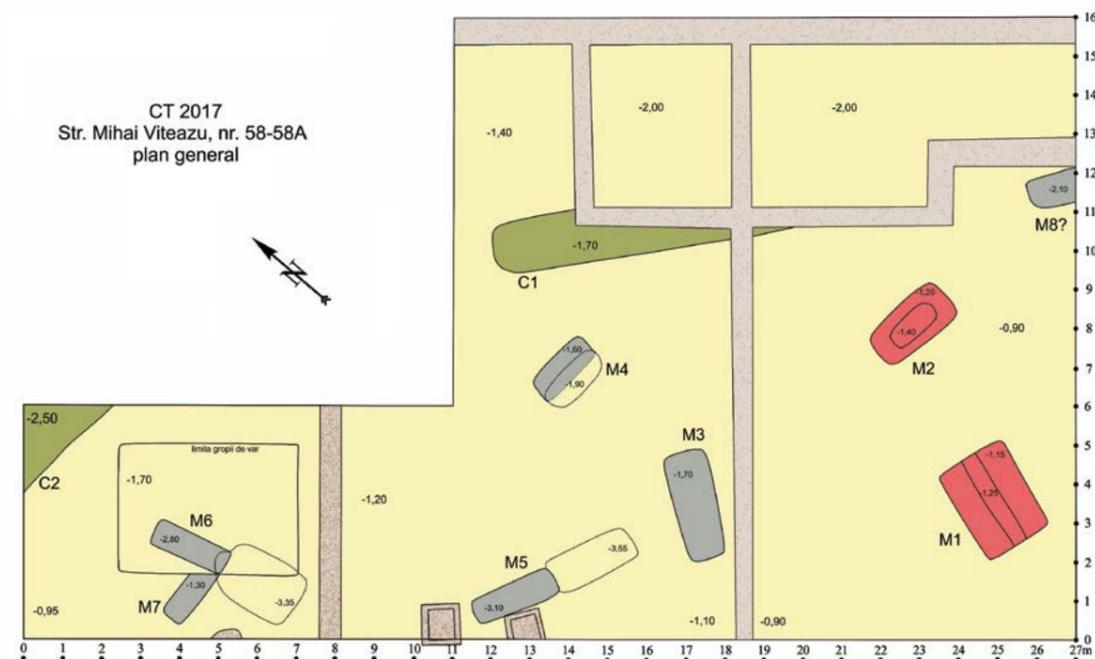 CT 2017
Str. Mihai Viteazu, nr. 58-58A
plan general
N
-1,40
-2,00
-2,00
-2,10
M8?
-1,70
C1
-1,20
-1,40
M2
-0,90
-1,60
-1,90
M4
-2,50
C2
limita gropii de var
-1,70
M6
-2,80
M7
-1,30
-3,35
-0,95
-1,20
M3
-1,70
M5
-3,10
-3,55
-1,10
-0,90
M1
-1,15
-1,25
16
15
14
13
12
11
10
9
8
7
6
5
4
3
2
1
0
0 1 2 3 4 5 6 7 8 9 10 11 12 13 14 15 16 17 18 19 20 21 22 23 24 25 26 27m